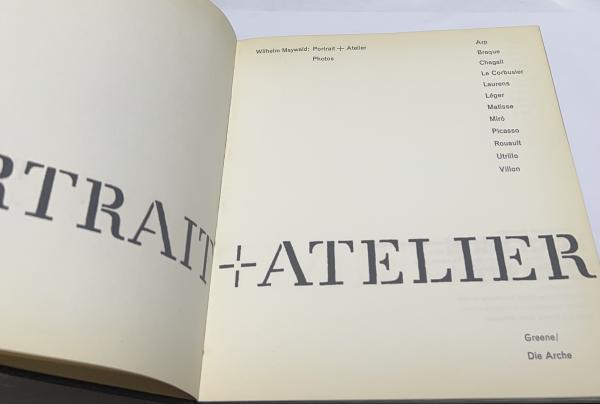 Wilhelm Maywald: Portrait + Atelier
Photos
Arp
Braque
Chagall
Le Corbusier
Laurens
Léger
Matisse
Miró
Picasso
Rouault
Utrillo
Villon
RTRAIT+ATELIER
Greene/
Die Arche